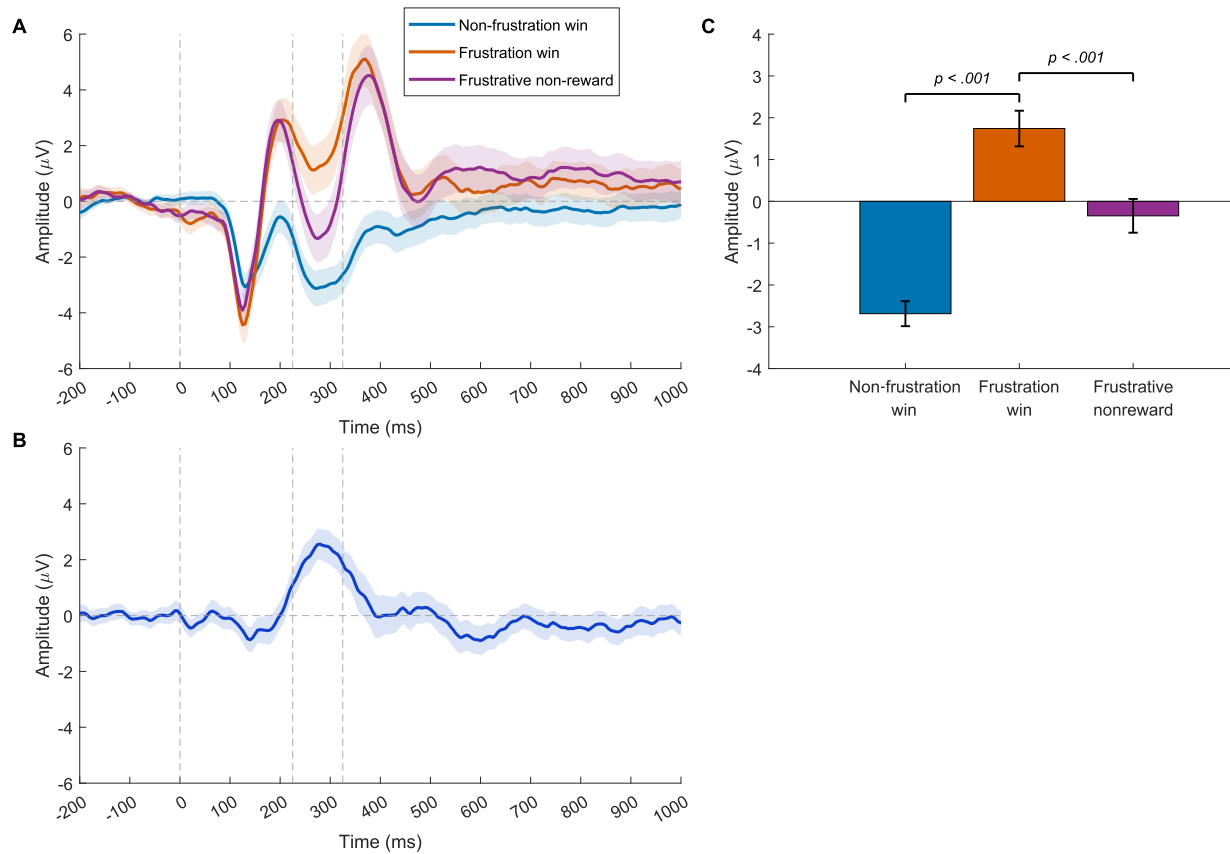 A
Non-frustration win
Frustration win
Frustrative non-reward
6
4
2
0
-2
-4
-6
Amplitude (μV)
-200
-100
0
100
200
300
400
500
600
700
800
900
1000
Time (ms)
B
6
4
2
0
-2
-4
-6
Amplitude (μV)
-200
-100
0
100
200
300
400
500
600
700
800
900
1000
Time (ms)
C
4
3
2
1
0
-1
-2
-3
-4
Amplitude (μV)
p < .001
p < .001
Non-frustration
win
Frustration
win
Frustrative
nonreward